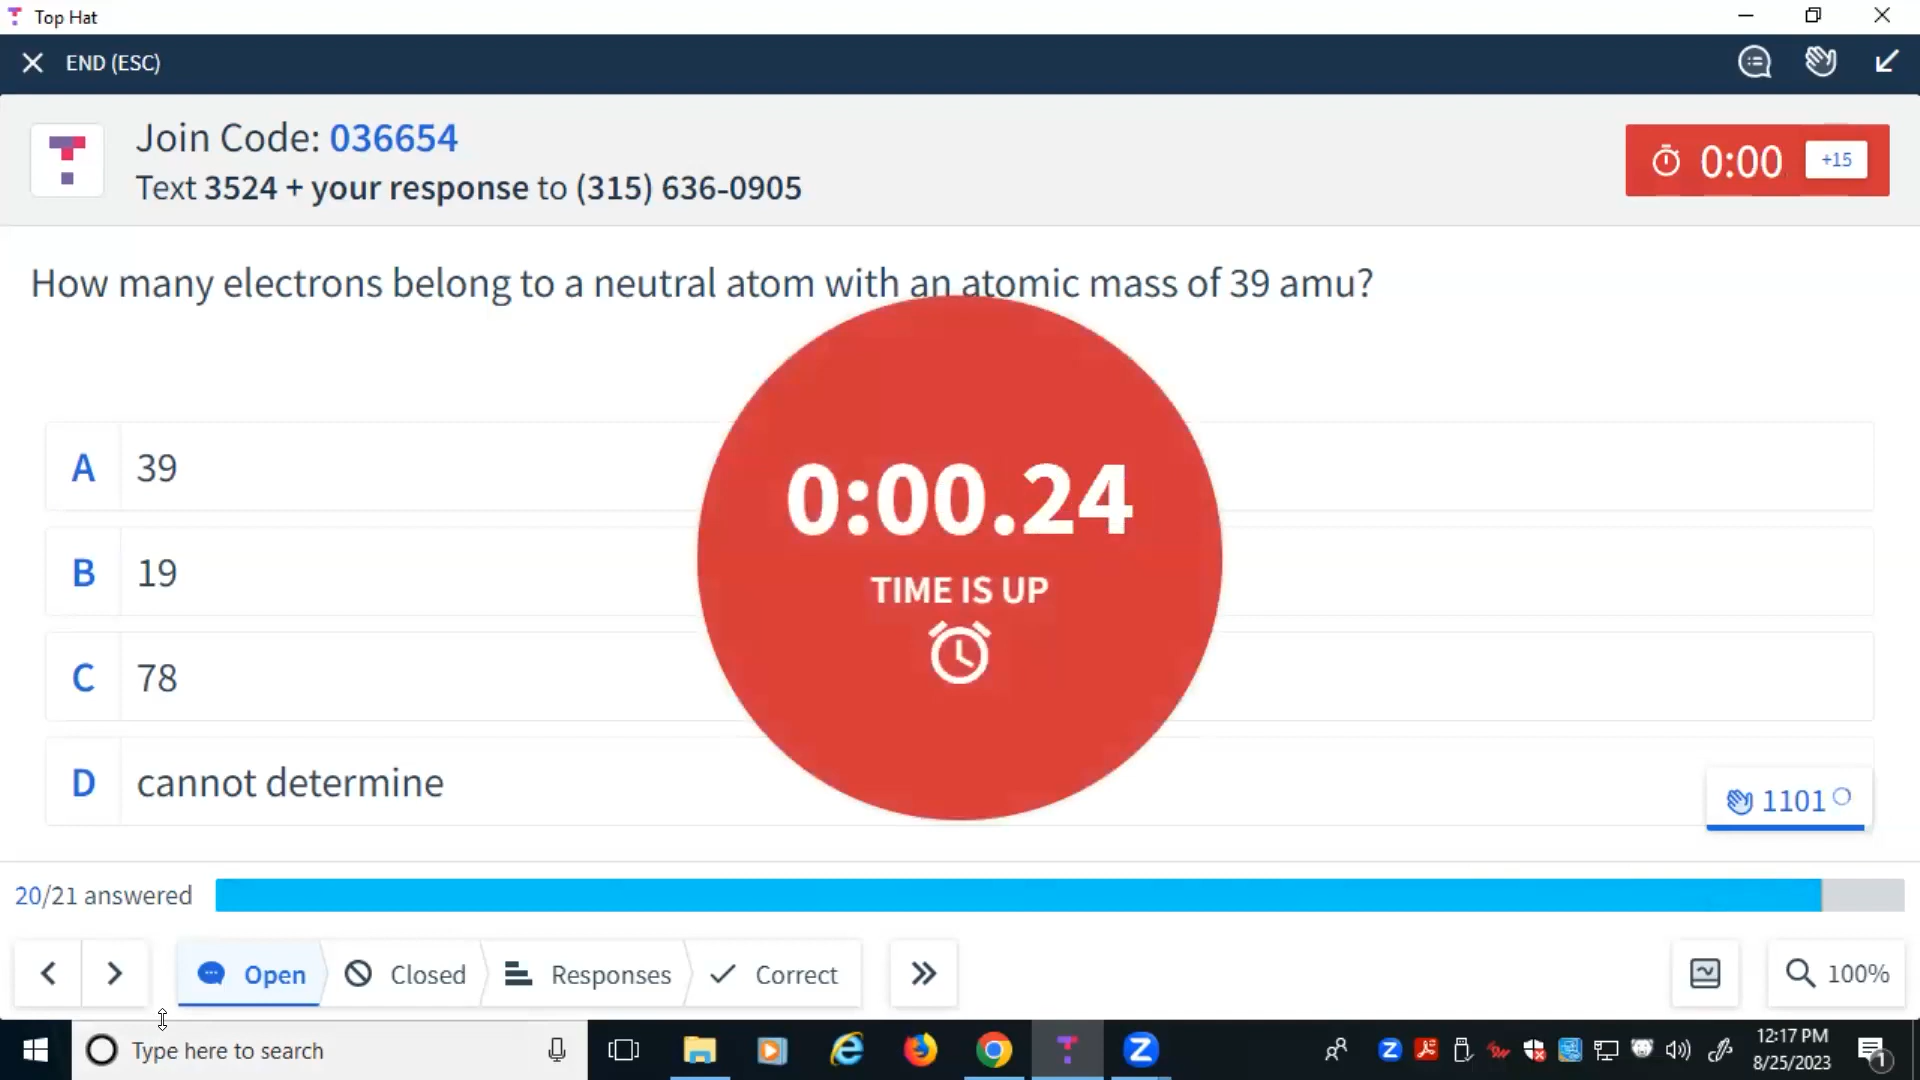 Top Hat
END (ESC)
Join Code: 036654
Text 3524 + your response to (315) 636-0905
0:00 +15
How many electrons belong to a neutral atom with an atomic mass of 39 amu?
A 39
B 19
C 78
D cannot determine
0:00.24
TIME IS UP
1101
20/21 answered
Open Closed Responses Correct
100%
Type here to search
12:17 PM
8/25/2023
1